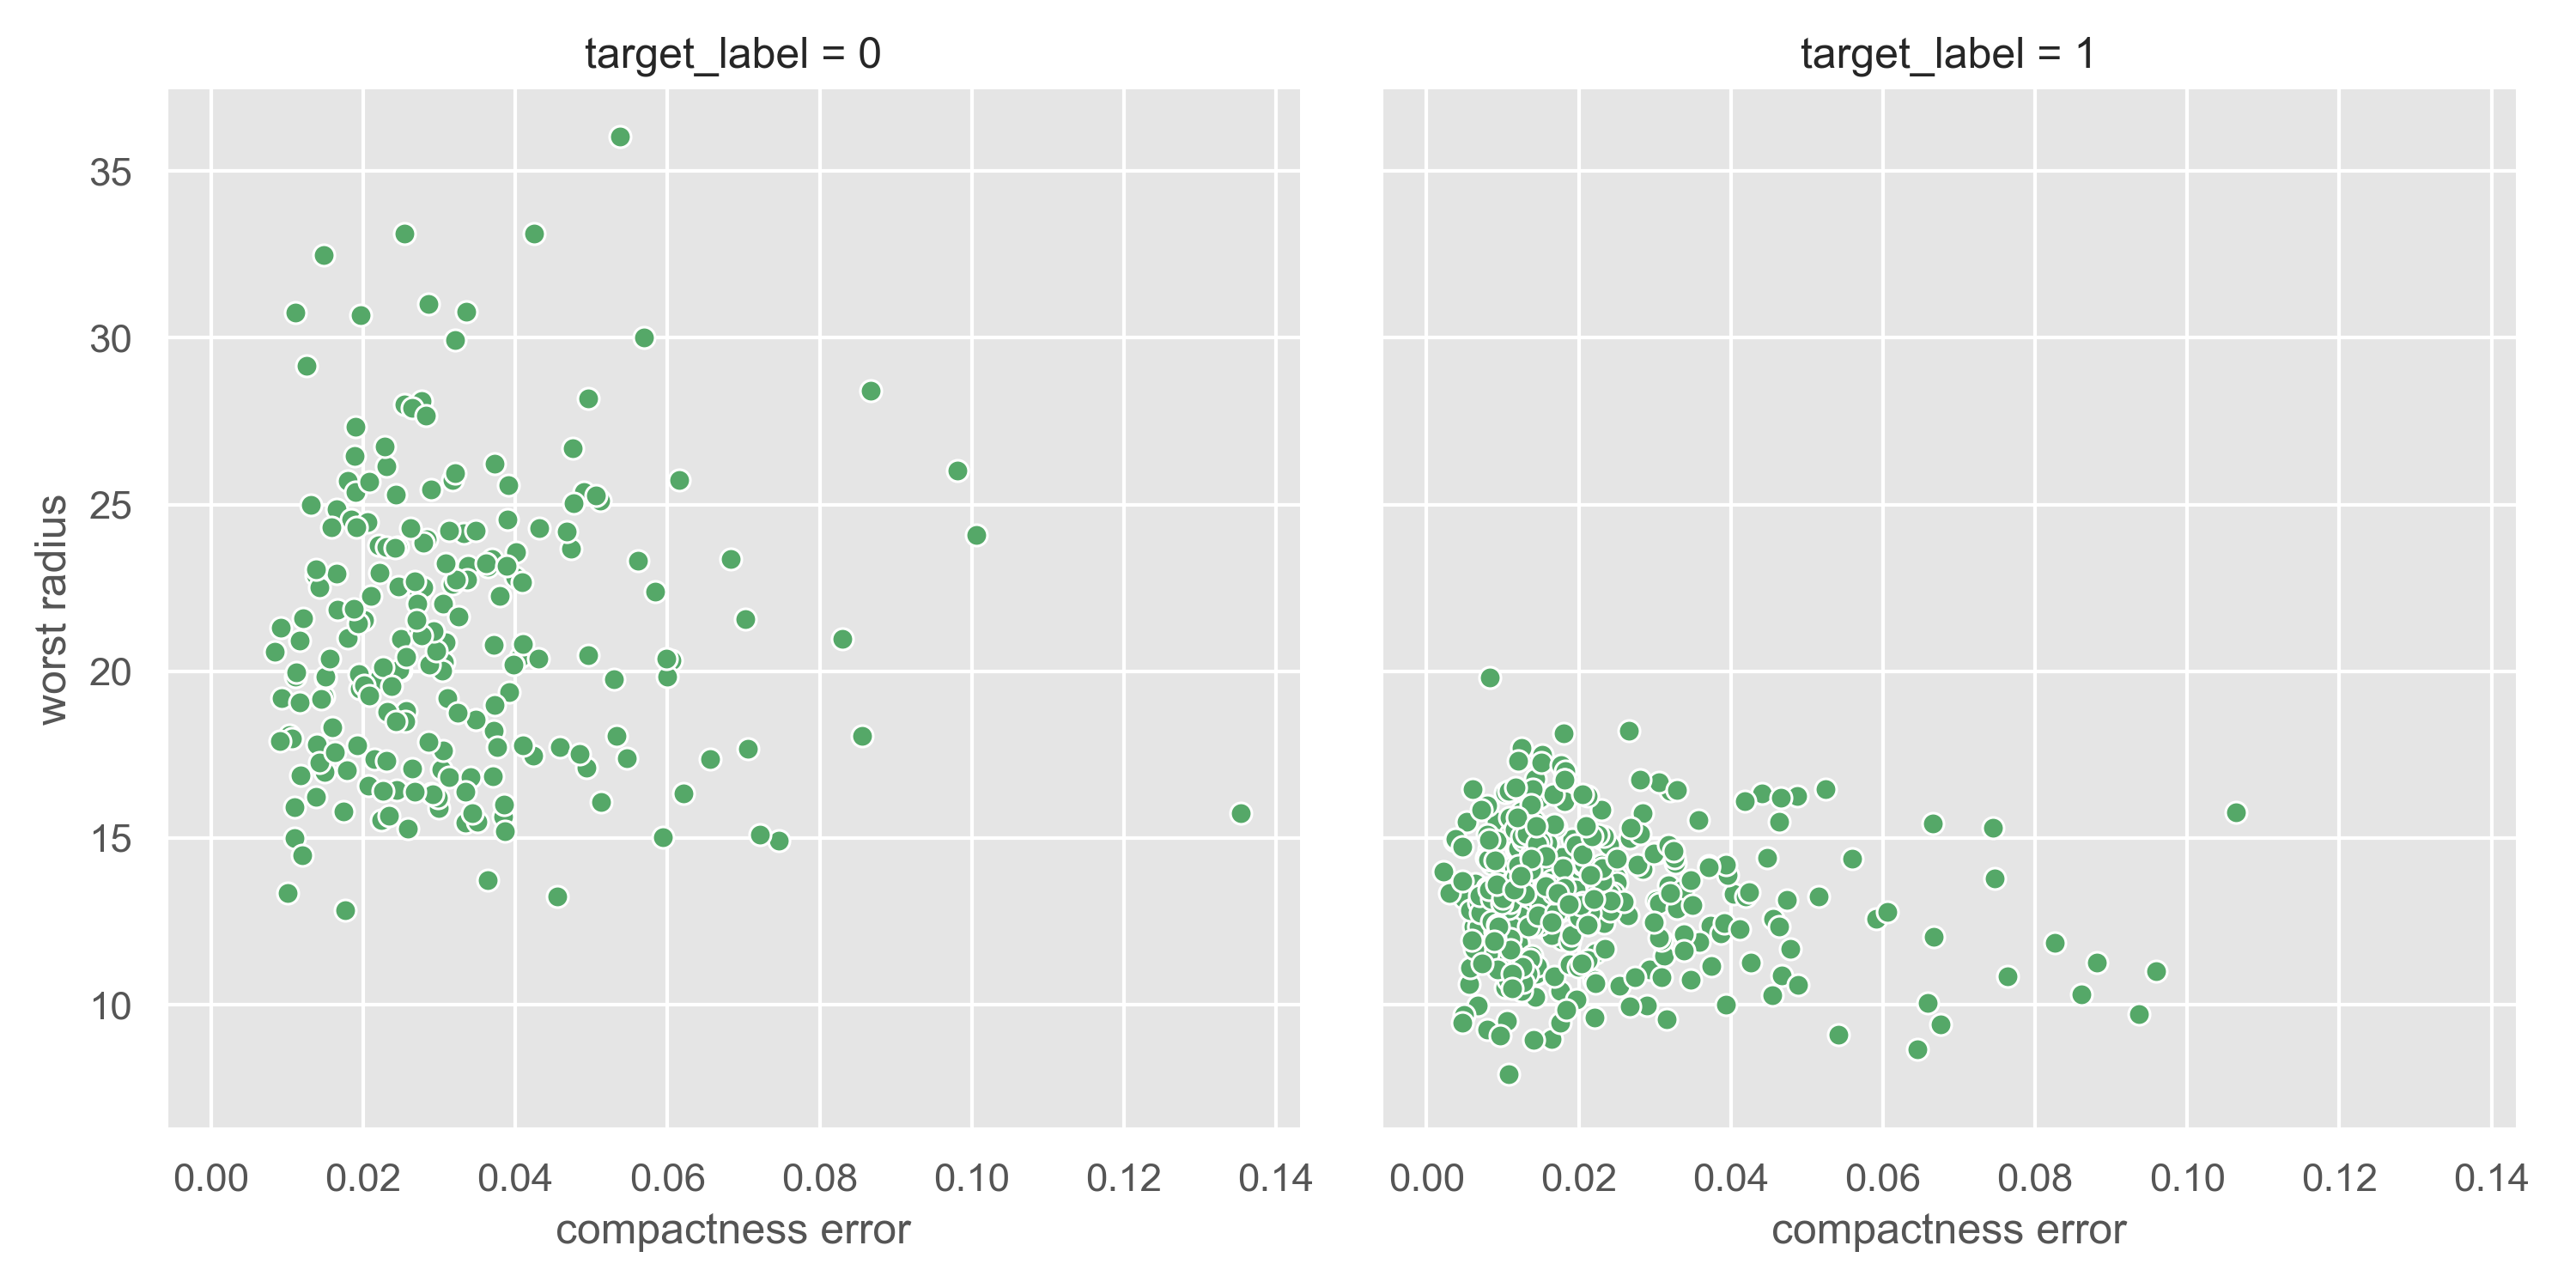 target_label = 0
target_label = 1
worst radius
35
30
25
20
15
10
0.00 0.02 0.04 0.06 0.08 0.10 0.12 0.14
0.00 0.02 0.04 0.06 0.08 0.10 0.12 0.14
compactness error
compactness error